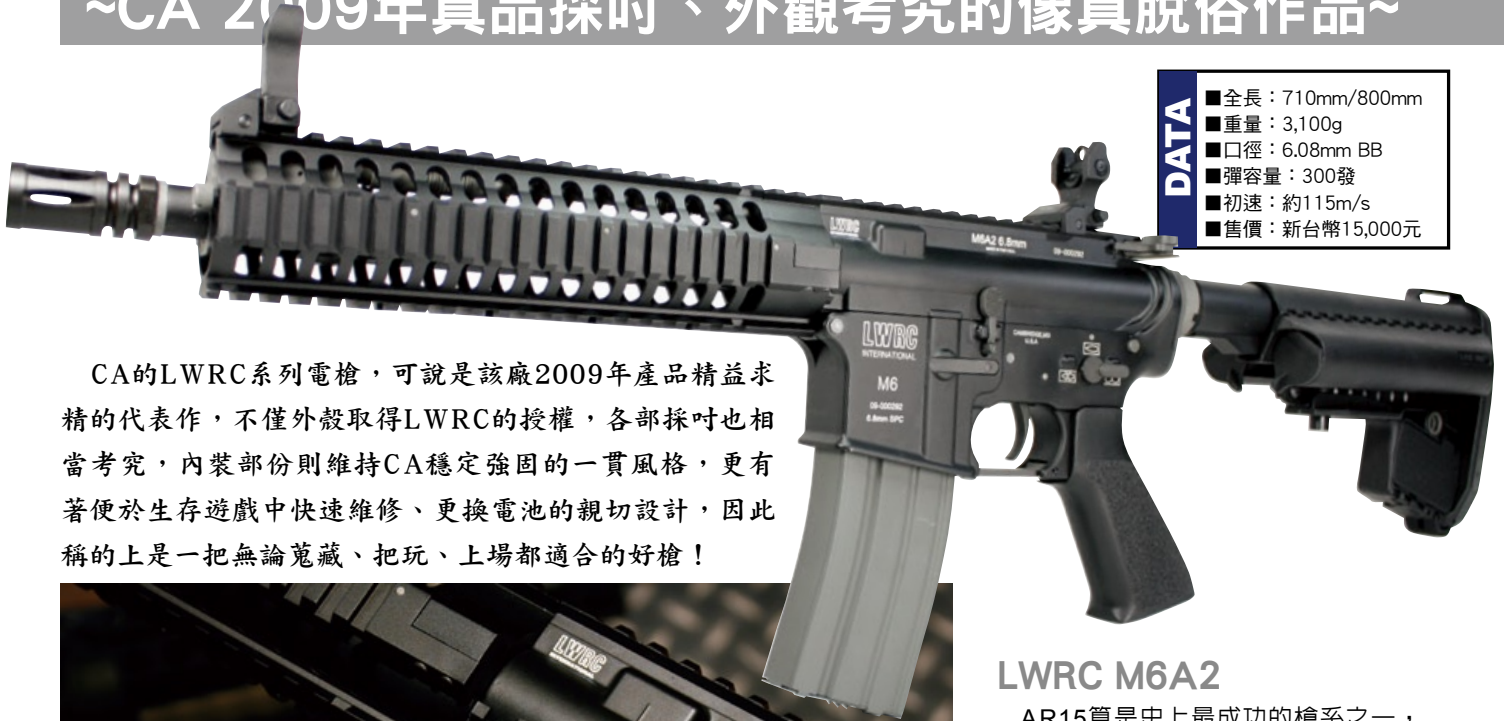 ~CA 2009年真品採吋、外觀考究的傢真脫俗作品~
DATA
■全長：710mm/800mm
■重量：3,100g
■口徑：6.08mm BB
■彈容量：300發
■初速：約115m/s
■售價：新台幣15,000元
LWRC
M6A2 6.8mm
09-000292
LWRC
INTERNATIONAL
M6
09-000292
6.8mm SPC
CAMBRIDGE, MD
U.S.A
CA的LWRC系列電槍，可說是該廠2009年產品精益求
精的代表作，不僅外殼取得LWRC的授權，各部採吋也相
當考究，內裝部份則維持CA穩定強固的一貫風格，更有
著便於生存遊戲中快速維修、更換電池的親切設計，因此
稱的上是一把無論蒐藏、把玩、上場都適合的好槍！
LWRC
INTERNATIONAL
LWRC M6A2
AR15算是史上最成功的槍系之一，